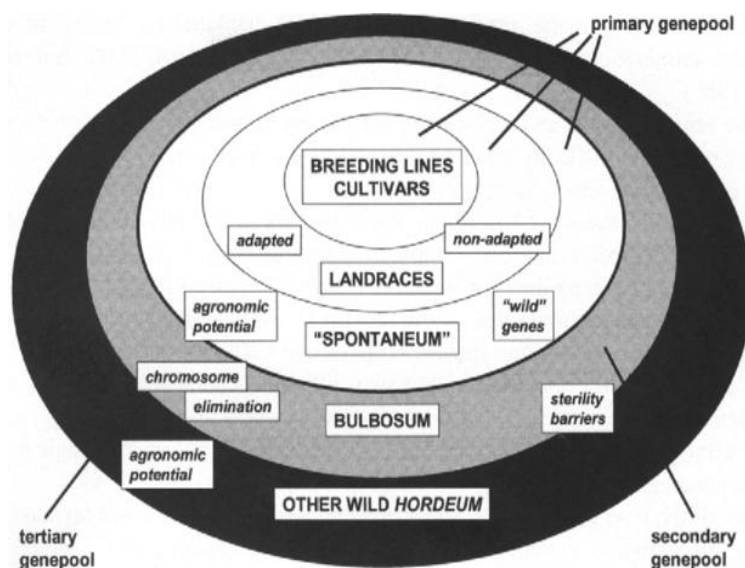 primary genepool
BREEDING LINES
CULTIVARS
adapted
non-adapted
LANDRACES
agronomic
potential
"wild"
genes
"SPONTANEUM"
chromosome
elimination
BULBOSUM
sterility
barriers
agronomic
potential
OTHER WILD HORDEUM
tertiary
genepool
secondary
genepool